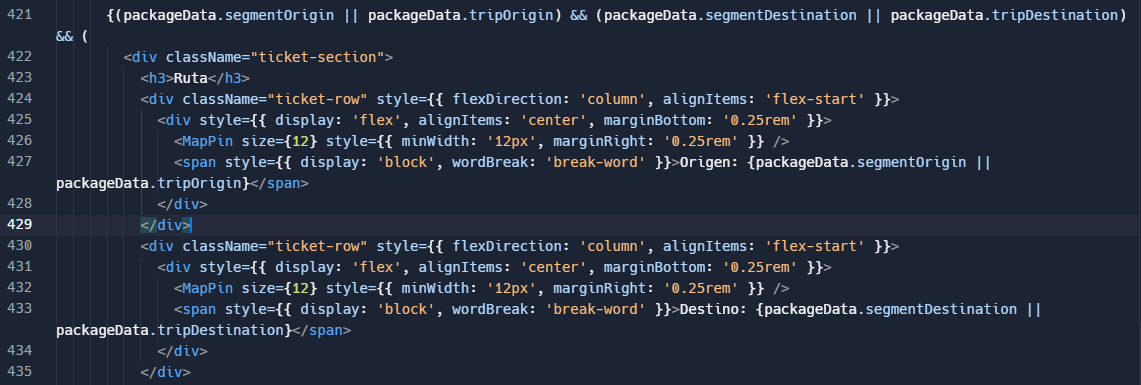 421 {(packageData.segmentOrigin || packageData.tripOrigin) && (packageData.segmentDestination || packageData.tripDestination)
&& (
422 <div className="ticket-section">
423 <h3>Ruta</h3>
424 <div className="ticket-row" style={{ flexDirection: 'column', alignItems: 'flex-start' }}>
425 <div style={{ display: 'flex', alignItems: 'center', marginBottom: '0.25rem' }}>
426 <MapPin size={12} style={{ minWidth: '12px', marginRight: '0.25rem' }} />
427 <span style={{ display: 'block', wordBreak: 'break-word' }}>Origen: {packageData.segmentOrigin ||
packageData.tripOrigin}</span>
428 </div>
429 </div>
430 <div className="ticket-row" style={{ flexDirection: 'column', alignItems: 'flex-start' }}>
431 <div style={{ display: 'flex', alignItems: 'center', marginBottom: '0.25rem' }}>
432 <MapPin size={12} style={{ minWidth: '12px', marginRight: '0.25rem' }} />
433 <span style={{ display: 'block', wordBreak: 'break-word' }}>Destino: {packageData.segmentDestination ||
packageData.tripDestination}</span>
434 </div>
435 </div>